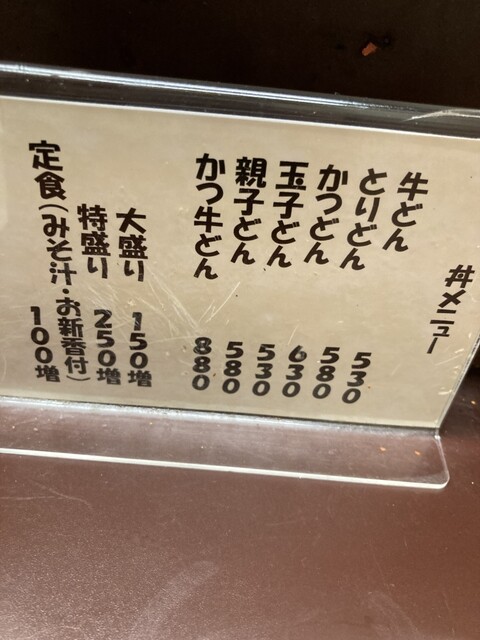 丼メニュー
牛どん 530
とりどん 580
かつどん 630
玉子どん 530
親子どん 580
かつ牛どん 880
大盛り 150増
特盛り 250増
定食(みそ汁・お新香付) 100増